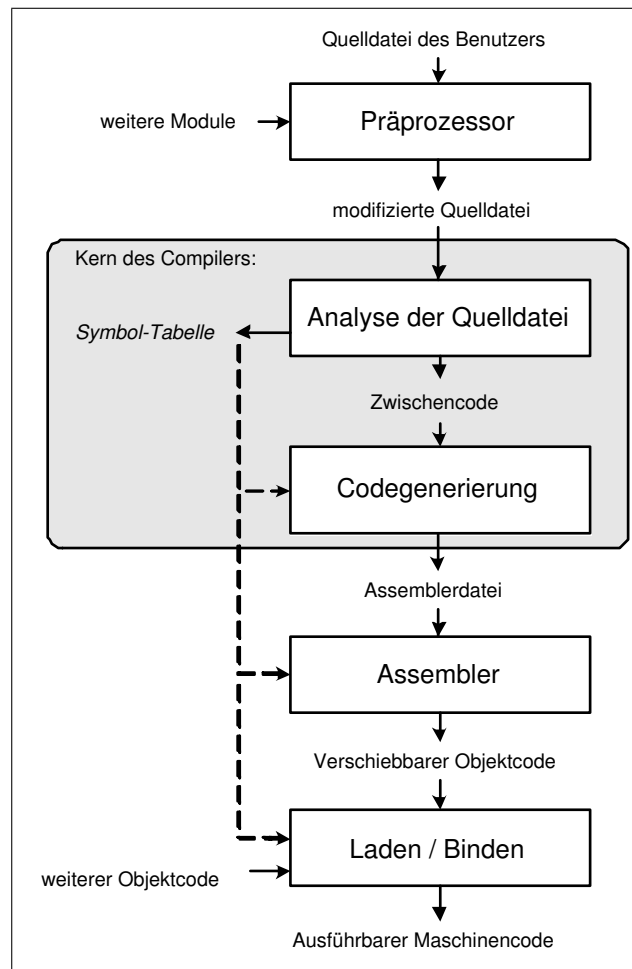 Quelldatei des Benutzers
weitere Module
Präprozessor
modifizierte Quelldatei
Kern des Compilers:
Symbol-Tabelle
Analyse der Quelldatei
Zwischencode
Codegenerierung
Assemblerdatei
Assembler
Verschiebbarer Objektcode
Laden / Binden
weiterer Objektcode
Ausführbarer Maschinencode